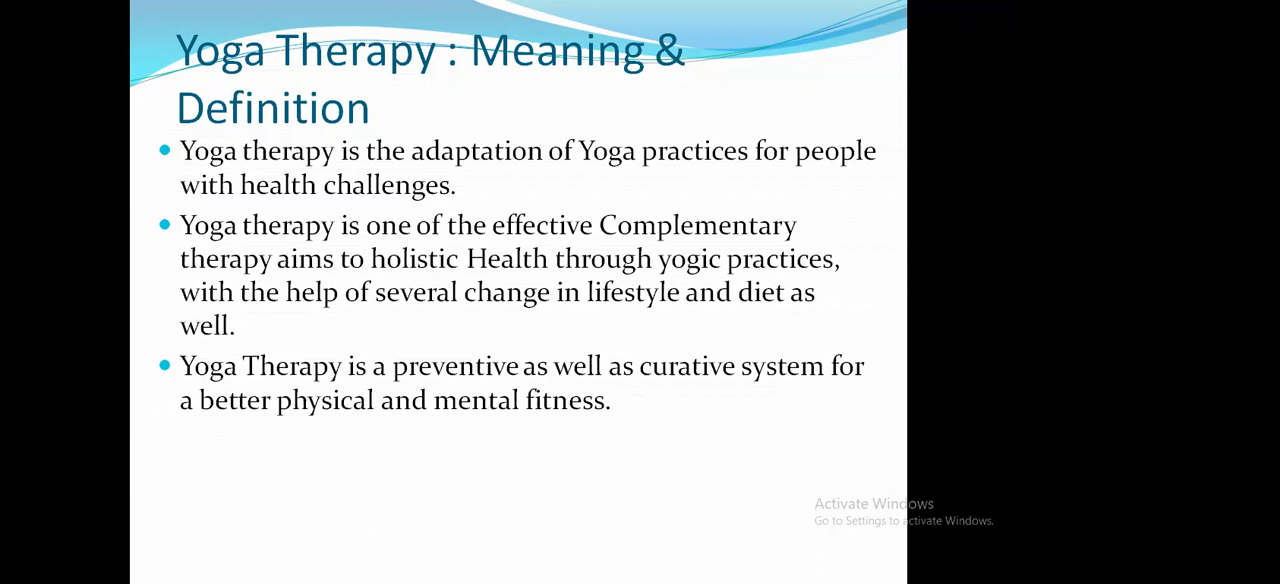 Yoga Therapy : Meaning &
Definition
Yoga therapy is the adaptation of Yoga practices for people
with health challenges.
Yoga therapy is one of the effective Complementary
therapy aims to holistic Health through yogic practices,
with the help of several change in lifestyle and diet as
well.
Yoga Therapy is a preventive as well as curative system for
a better physical and mental fitness.
Activate Windows
Go to Settings to activate Windows.